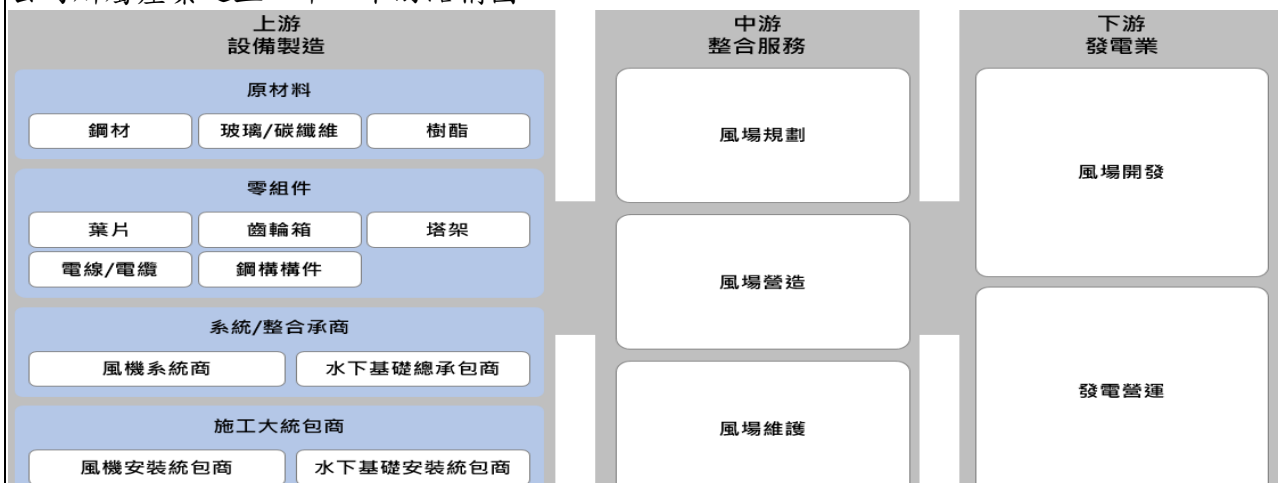 上游
設備製造
原材料
鋼材
玻璃/碳纖維
樹酯
零組件
葉片
齒輪箱
塔架
電線/電纜
鋼構構件
系統/整合承商
風機系統商
水下基礎總承包商
施工大統包商
風機安裝統包商
水下基礎安裝統包商
中游
整合服務
風場規劃
風場營造
風場維護
下游
發電業
風場開發
發電營運